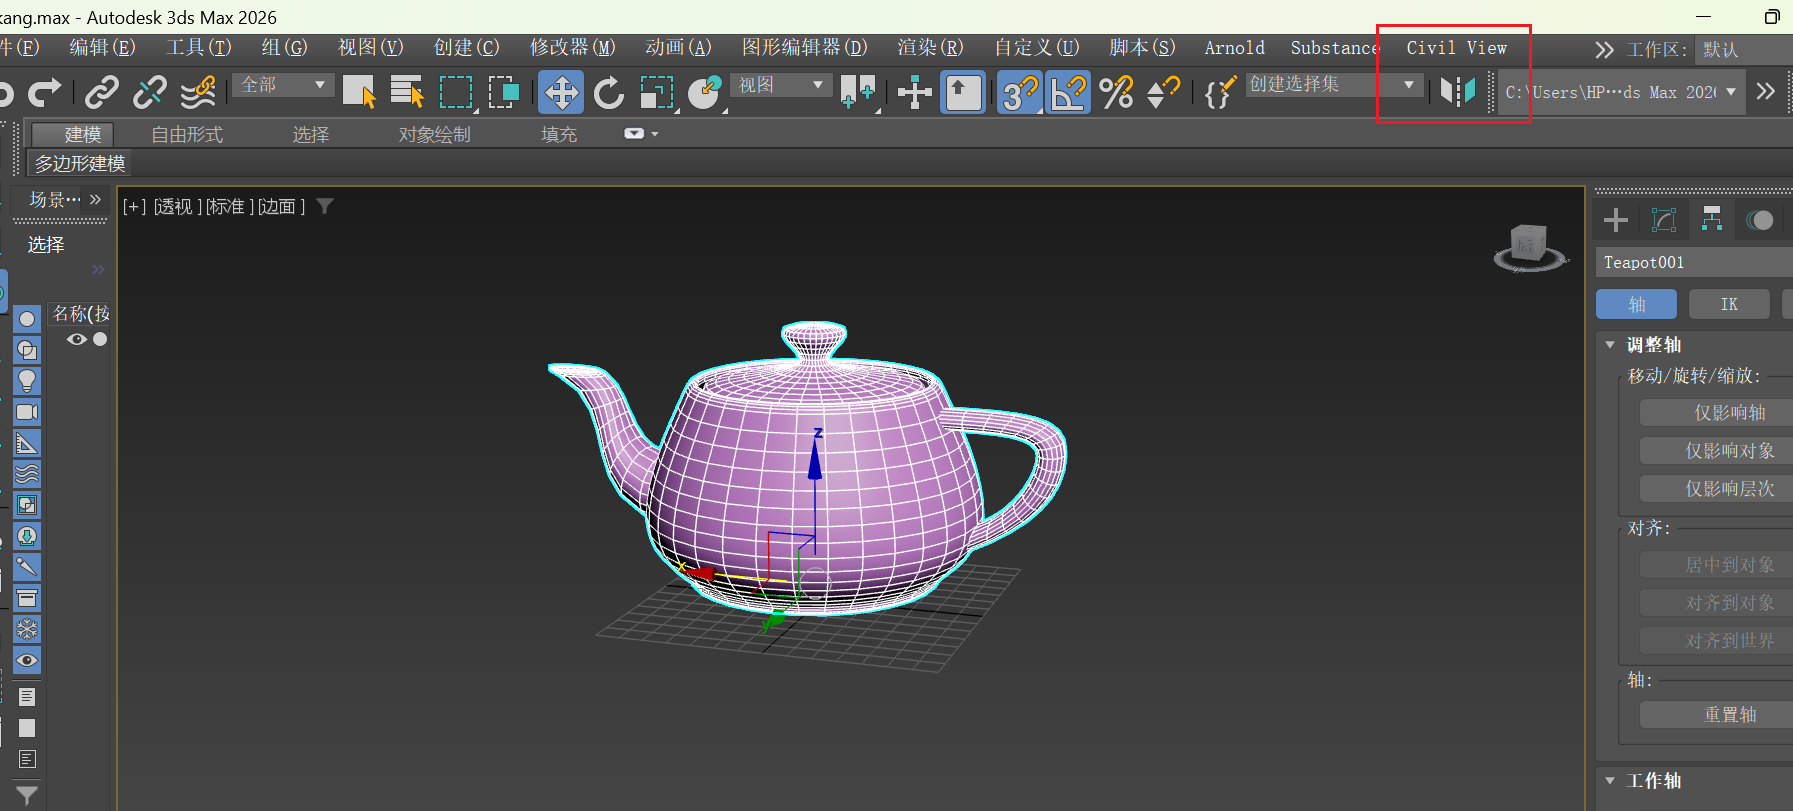 kang.max - Autodesk 3ds Max 2026
件(F) 编辑(E) 工具(T) 组(G) 视图(V) 创建(C) 修改器(M) 动画(A) 图形编辑器(D) 渲染(R) 自定义(U) 脚本(S) Arnold Substance Civil View 工作区: 默认
全部 视图 3 创建选择集 C:\Users\HP···ds Max 202
建模 自由形式 选择 对象绘制 填充
多边形建模
场景···
[+] [透视 ] [标准 ] [边面 ]
选择
名称(按
Teapot001
轴 IK
调整轴
移动/旋转/缩放:
仅影响轴
仅影响对象
仅影响层次
对齐:
居中到对象
对齐到对象
对齐到世界
轴:
重置轴
工作轴
z
x
y